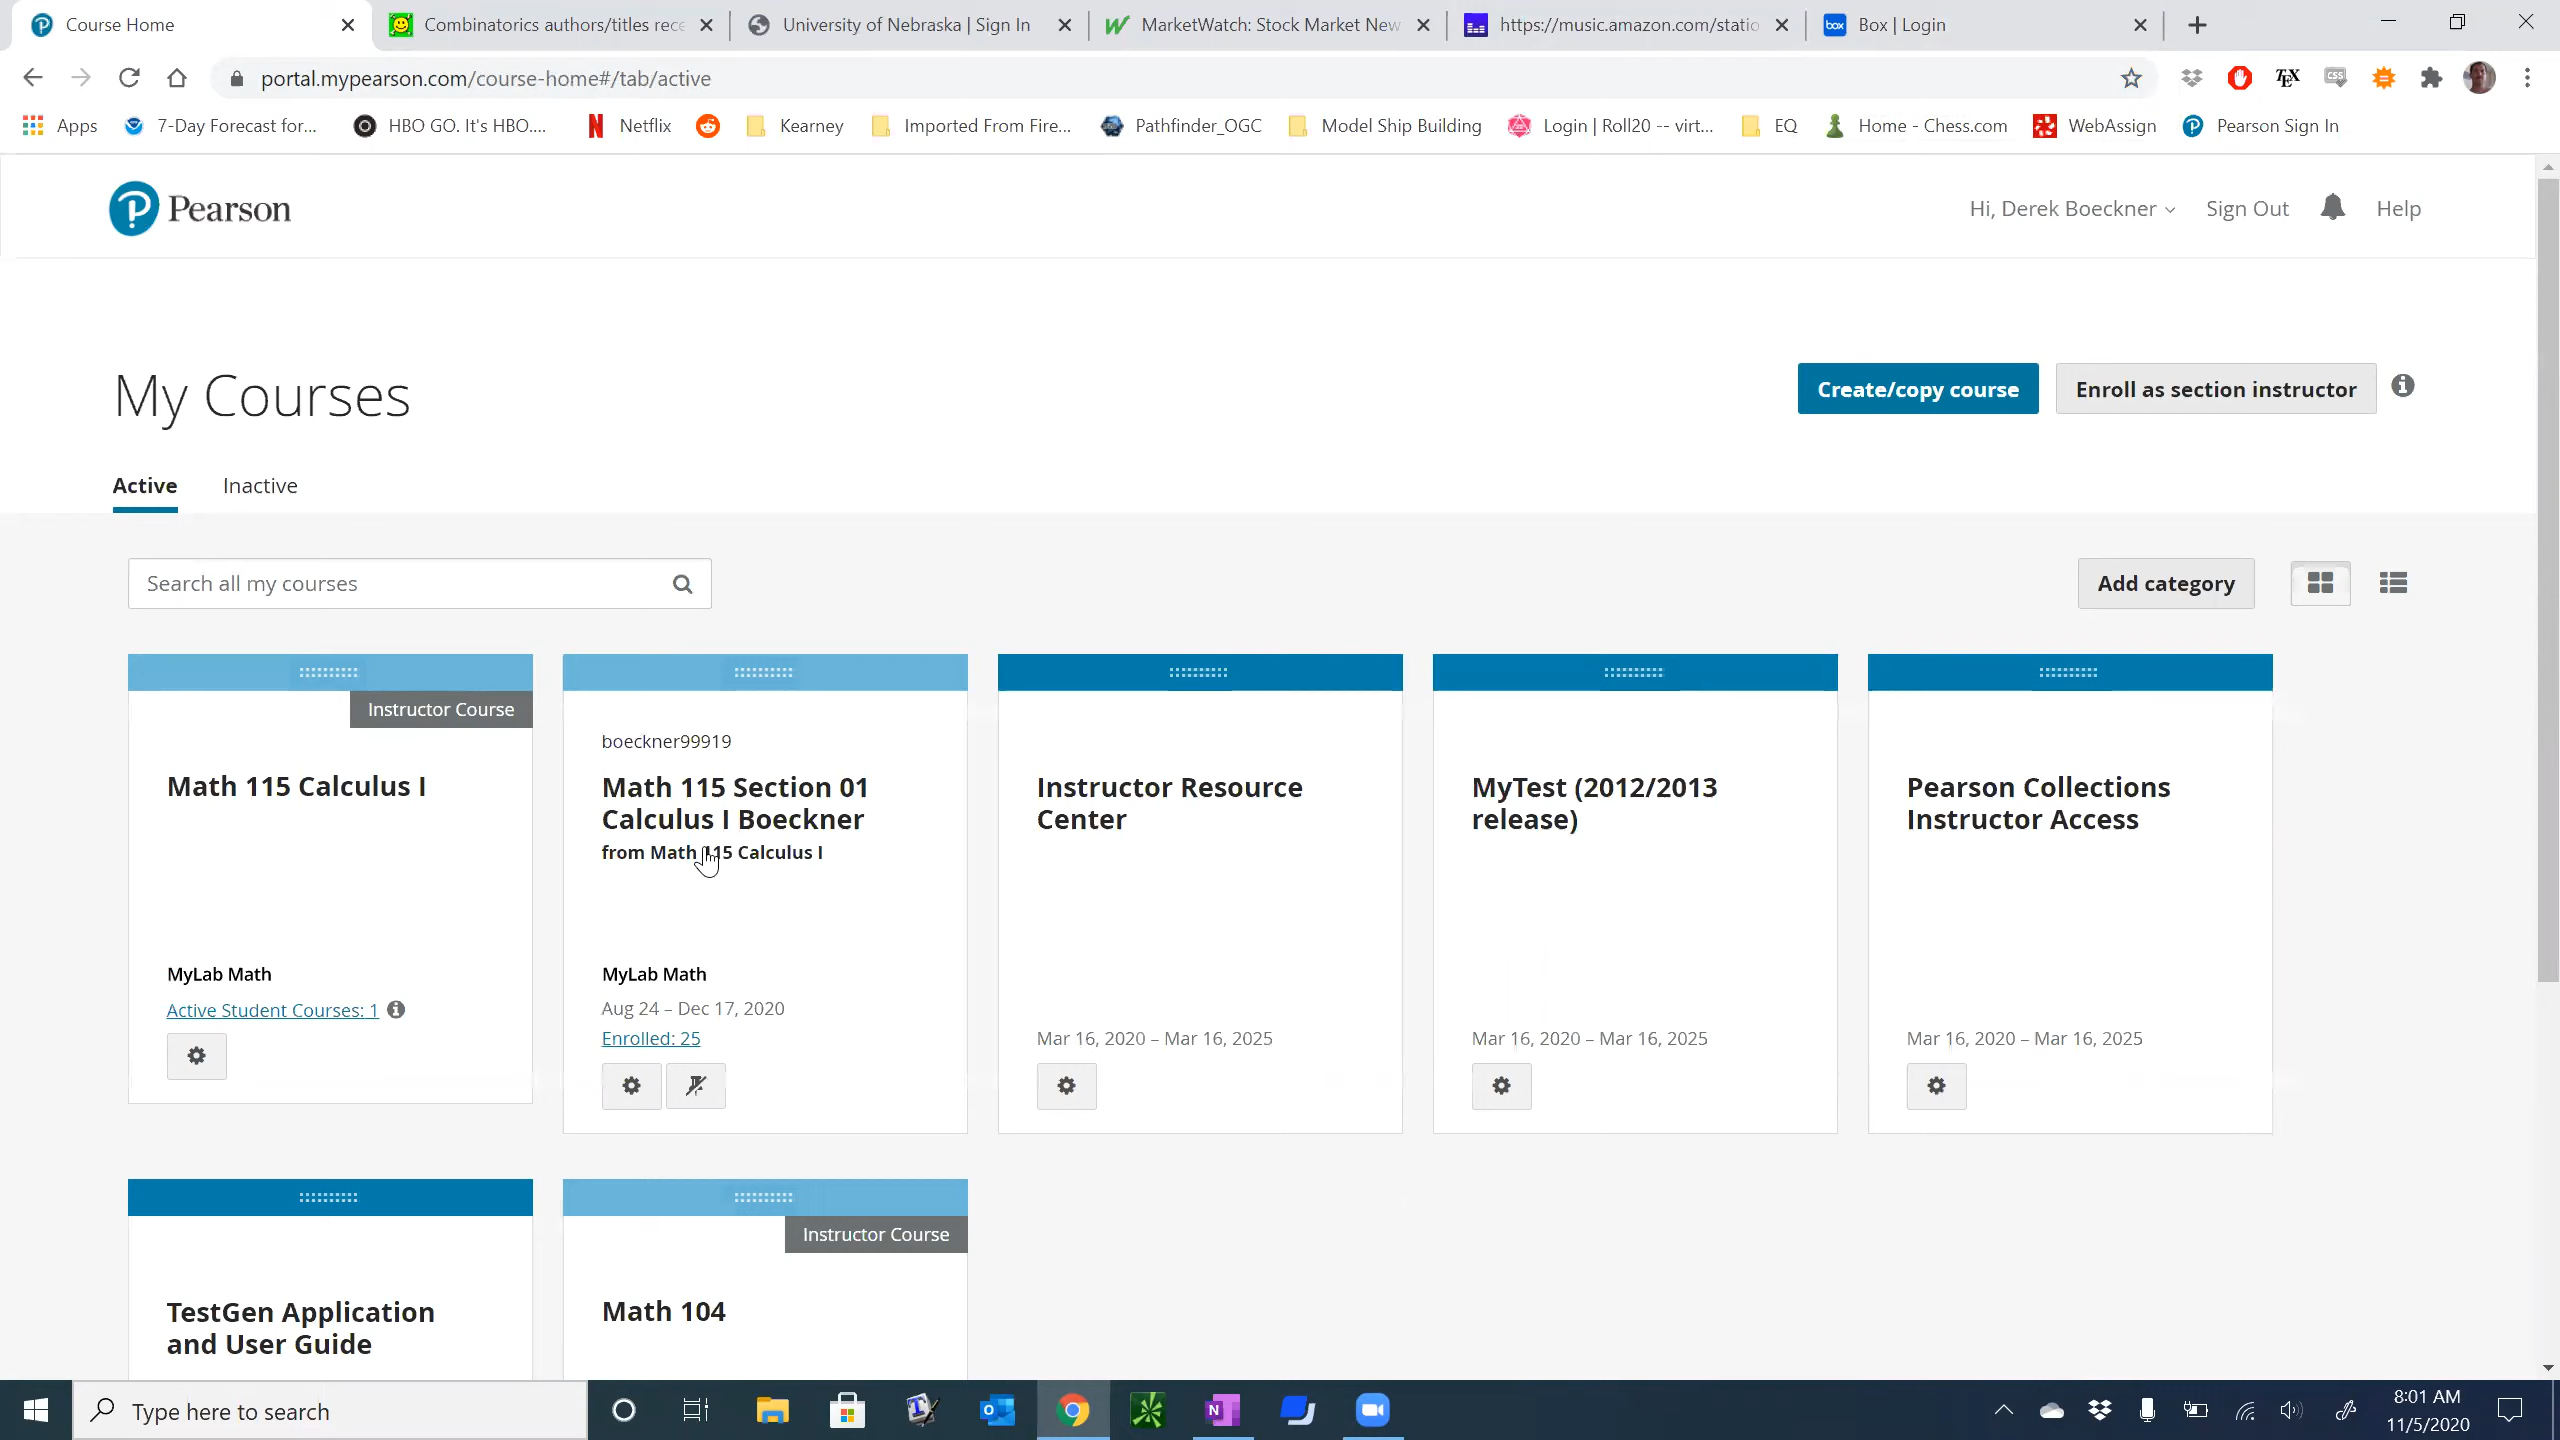 Course Home
Combinatorics authors/titles rece
University of Nebraska | Sign In
MarketWatch: Stock Market New
https://music.amazon.com/statio
box
Box | Login
portal.mypearson.com/course-home#/tab/active
TEX
CSS
Apps
7-Day Forecast for...
HBO GO. It's HBO....
Netflix
Kearney
Imported From Fire...
Pathfinder_OGC
Model Ship Building
Login | Roll20 -- virt...
EQ
Home - Chess.com
WebAssign
Pearson Sign In
Pearson
Hi, Derek Boeckner
Sign Out
Help
My Courses
Create/copy course
Enroll as section instructor
Active
Inactive
Search all my courses
Add category
Instructor Course
Math 115 Calculus I
MyLab Math
Active Student Courses: 1
boeckner99919
Math 115 Section 01
Calculus I Boeckner
from Math 115 Calculus I
MyLab Math
Aug 24 – Dec 17, 2020
Enrolled: 25
Instructor Resource
Center
Mar 16, 2020 – Mar 16, 2025
MyTest (2012/2013
release)
Mar 16, 2020 – Mar 16, 2025
Pearson Collections
Instructor Access
Mar 16, 2020 – Mar 16, 2025
TestGen Application
and User Guide
Instructor Course
Math 104
Type here to search
8:01 AM
11/5/2020